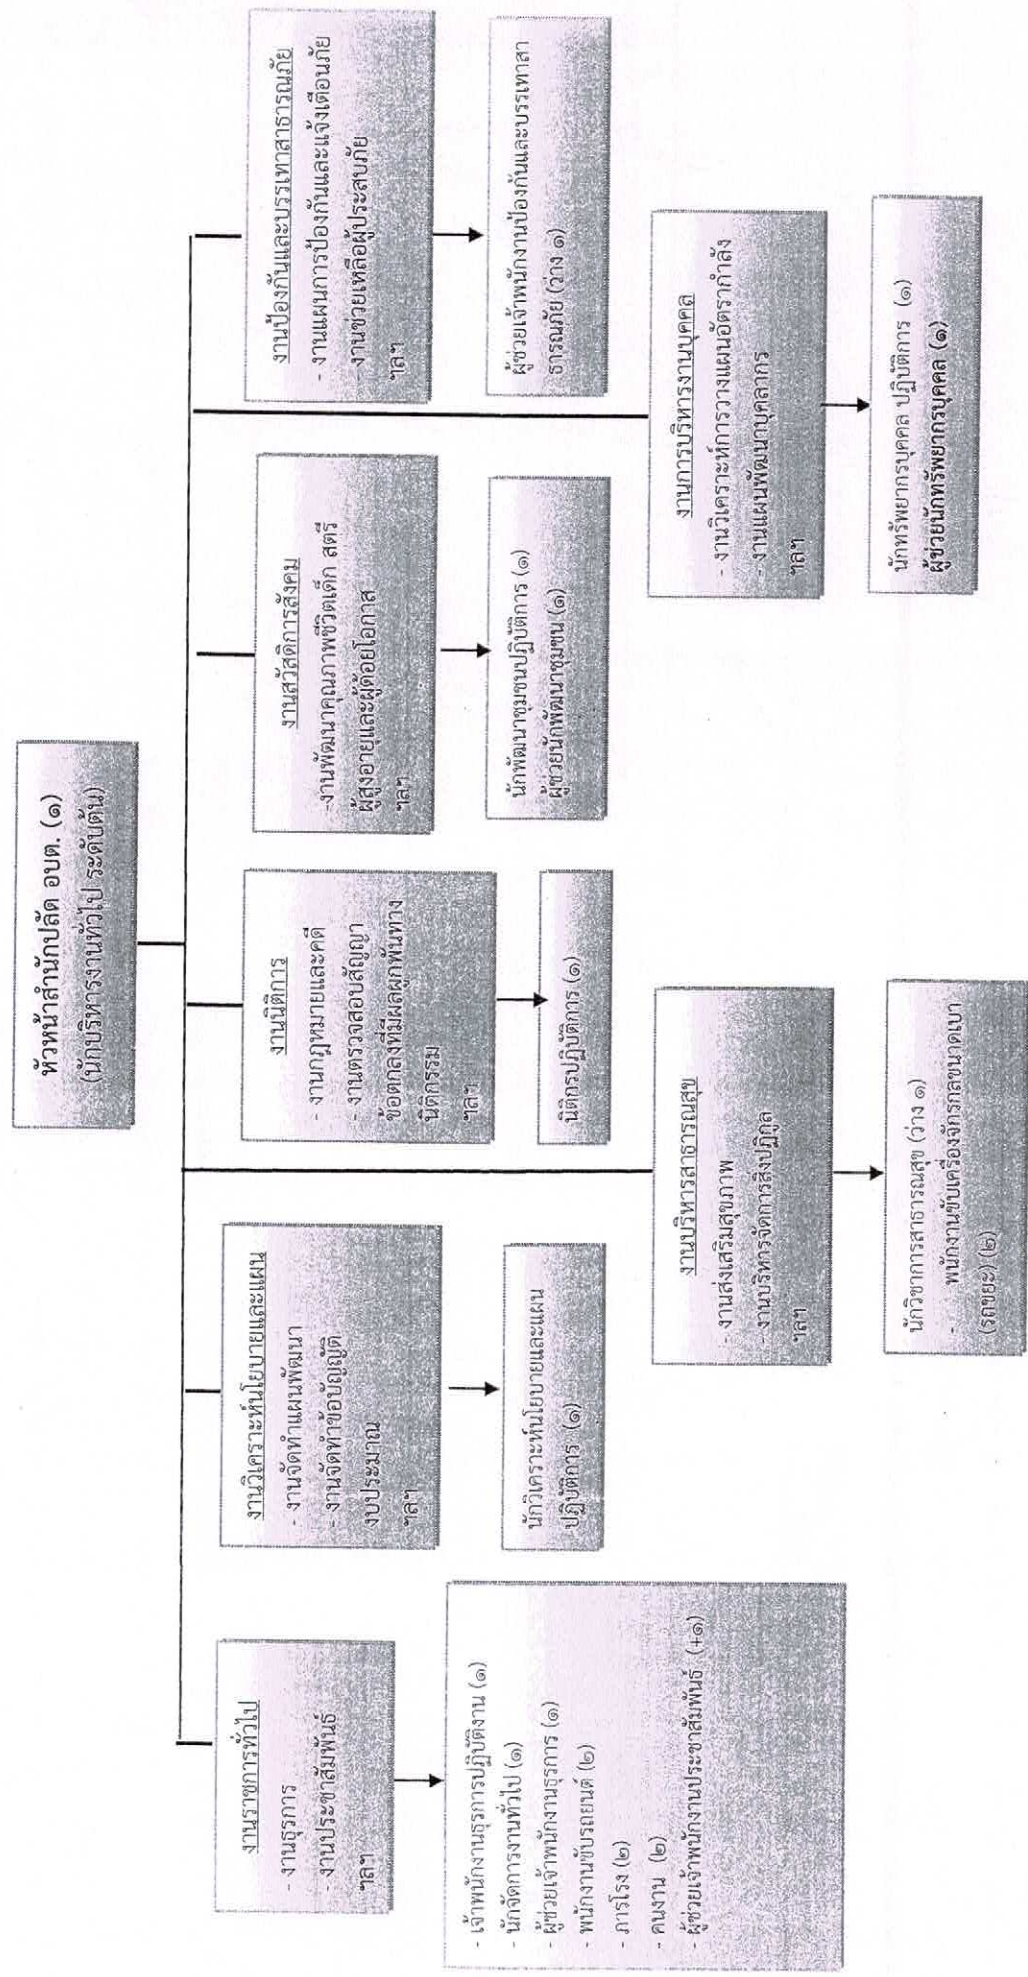 หัวหน้าสำนักปลัด อบต. (๑)
(นักบริหารงานทั่วไป ระดับต้น)
งานราชการทั่วไป
- งานธุรการ
- งานประชาสัมพันธ์
ฯลฯ
- เจ้าพนักงานธุรการปฏิบัติงาน (๑)
- นักจัดการงานทั่วไป (๑)
- ผู้ช่วยเจ้าพนักงานธุรการ (๑)
- พนักงานขับรถยนต์ (๒)
- ภารโรง (๒)
- คนงาน (๒)
- ผู้ช่วยเจ้าพนักงานประชาสัมพันธ์ (+๑)
งานวิเคราะห์นโยบายและแผน
- งานจัดทำแผนพัฒนา
- งานจัดทำข้อบัญญัติ
งบประมาณ
ฯลฯ
นักวิเคราะห์นโยบายและแผน
ปฏิบัติการ (๑)
งานนิติการ
- งานกฎหมายและคดี
- งานตรวจสอบสัญญา
ข้อตกลงที่มีผลผูกพันทาง
นิติกรรม
ฯลฯ
นิติกรปฏิบัติการ (๑)
งานสวัสดิการสังคม
-งานพัฒนาคุณภาพชีวิตเด็ก สตรี
ผู้สูงอายุและผู้ด้อยโอกาส
ฯลฯ
นักพัฒนาชุมชนปฏิบัติการ (๑)
ผู้ช่วยนักพัฒนาชุมชน (๑)
งานป้องกันและบรรเทาสาธารณภัย
- งานแผนการป้องกันและแจ้งเตือนภัย
- งานช่วยเหลือผู้ประสบภัย
ฯลฯ
ผู้ช่วยเจ้าพนักงานป้องกันและบรรเทาสา
ธารณภัย (ว่าง ๑)
งานบริหารสาธารณสุข
- งานส่งเสริมสุขภาพ
- งานบริหารจัดการสิ่งปฏิกูล
ฯลฯ
นักวิชาการสาธารณสุข (ว่าง ๑)
- พนักงานขับเครื่องจักรกลขนาดเบา
(รถขยะ) (๒)
งานการบริหารงานบุคคล
- งานวิเคราะห์การวางแผนอัตรากำลัง
- งานแผนพัฒนาบุคลากร
ฯลฯ
นักทรัพยากรบุคคล ปฏิบัติการ (๑)
ผู้ช่วยนักทรัพยากรบุคคล (๑)